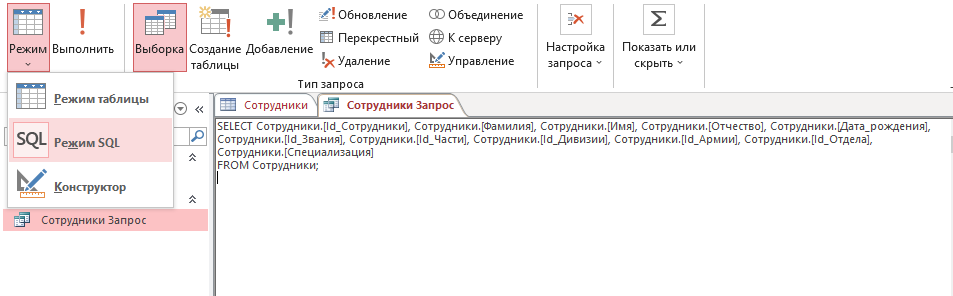 Режим
Выполнить
Выборка
Создание таблицы
Добавление
Обновление
Перекрестный
Удаление
Объединение
К серверу
Управление
Тип запроса
Настройка запроса
Показать или скрыть
Режим таблицы
SQL Режим SQL
Конструктор
Сотрудники Запрос
Сотрудники
Сотрудники Запрос
SELECT Сотрудники.[Id_Сотрудники], Сотрудники.[Фамилия], Сотрудники.[Имя], Сотрудники.[Отчество], Сотрудники.[Дата_рождения],
Сотрудники.[Id_Звания], Сотрудники.[Id_Части], Сотрудники.[Id_Дивизии], Сотрудники.[Id_Армии], Сотрудники.[Id_Отдела],
Сотрудники.[Специализация]
FROM Сотрудники;